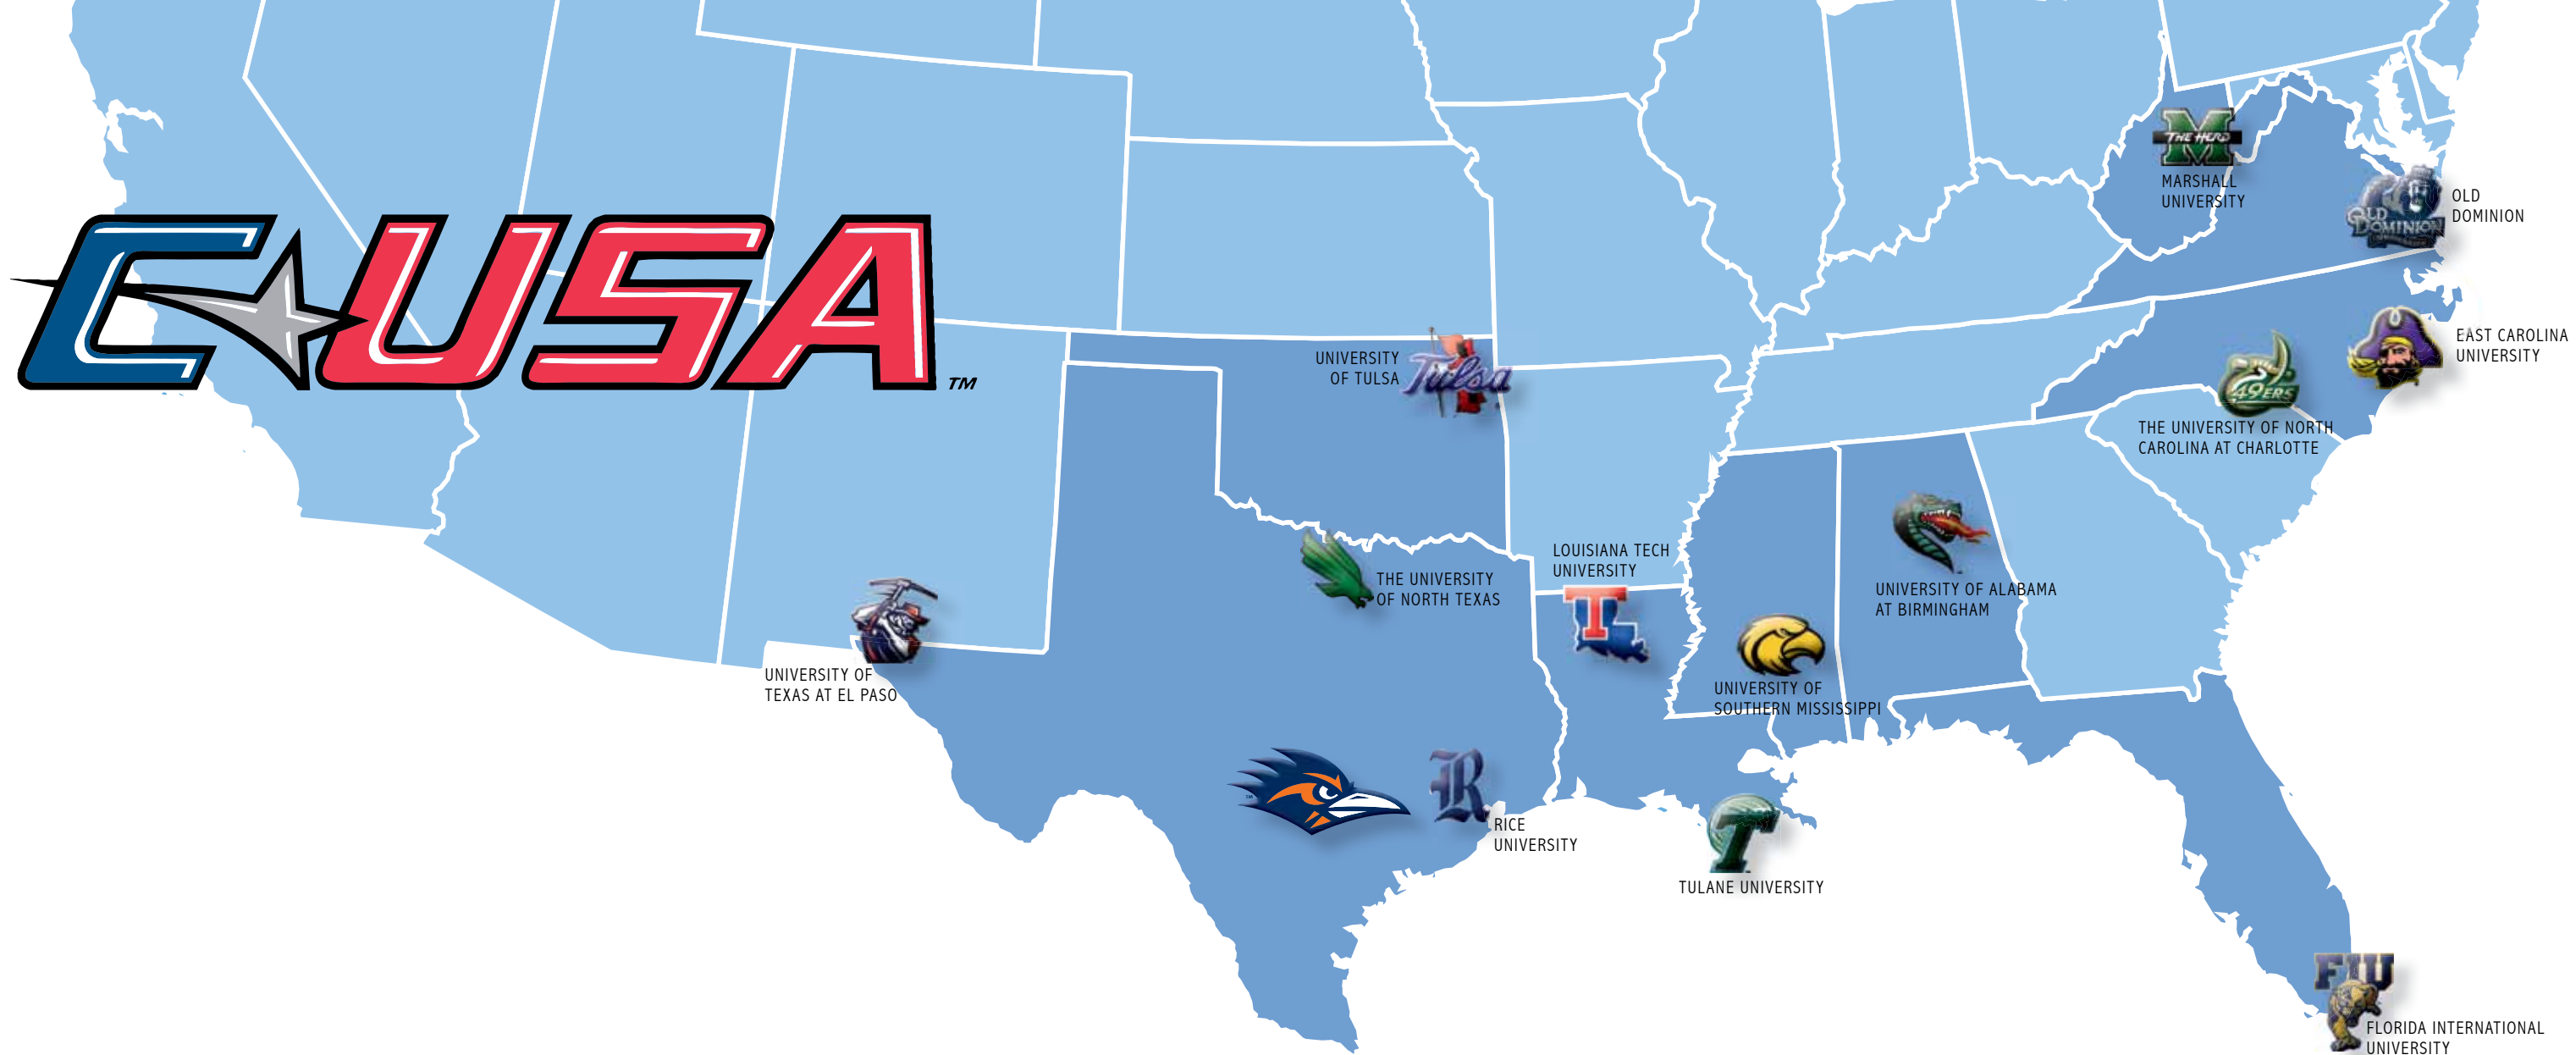 C USA
TM
THE HERD
MARSHALL
UNIVERSITY
OLD
DOMINION
OLD
DOMINION
EAST CAROLINA
UNIVERSITY
49ERS
THE UNIVERSITY OF NORTH
CAROLINA AT CHARLOTTE
UNIVERSITY
OF TULSA
Tulsa
LOUISIANA TECH
UNIVERSITY
T
THE UNIVERSITY
OF NORTH TEXAS
UNIVERSITY OF ALABAMA
AT BIRMINGHAM
UNIVERSITY OF
TEXAS AT EL PASO
UNIVERSITY OF
SOUTHERN MISSISSIPPI
R
RICE
UNIVERSITY
T
TULANE UNIVERSITY
FIU
FLORIDA INTERNATIONAL
UNIVERSITY